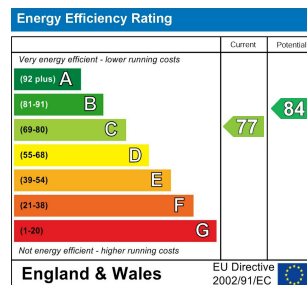 Energy Efficiency Rating
Current Potential
Very energy efficient - lower running costs
(92 plus) A
(81-91) B
84
(69-80) C
77
(55-68) D
(39-54) E
(21-38) F
(1-20) G
Not energy efficient - higher running costs
England & Wales
EU Directive
2002/91/EC